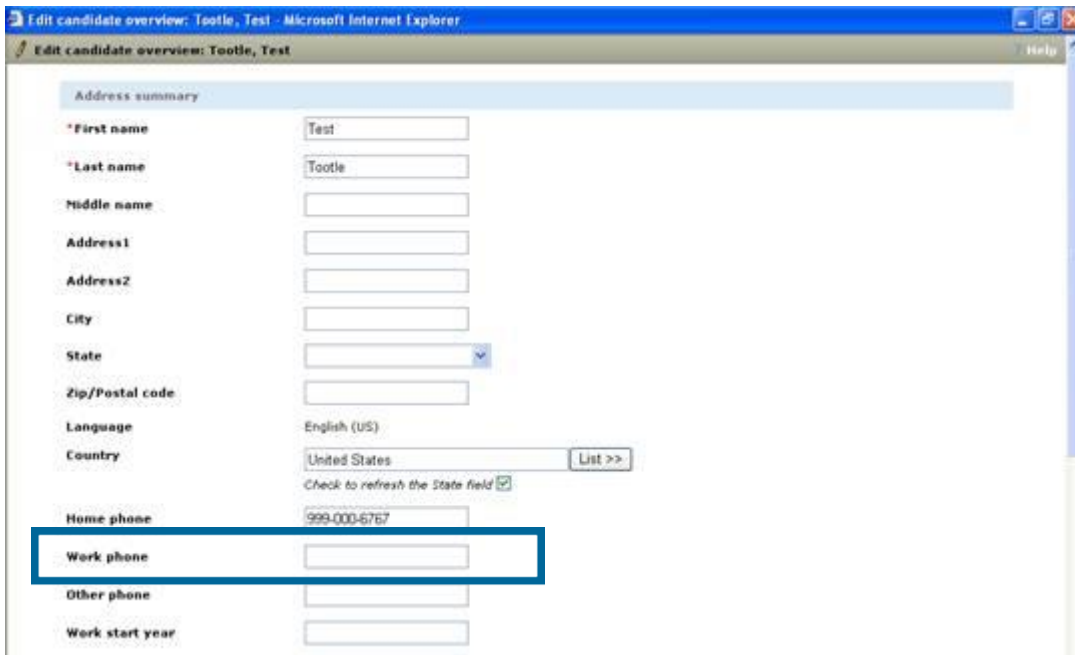 Edit candidate overview: Tootle, Test - Microsoft Internet Explorer
Edit candidate overview: Tootle, Test
Help
Address summary
*First name Test
*Last name Tootle
Middle name
Address1
Address2
City
State
Zip/Postal code
Language English (US)
Country United States List >>
Check to refresh the State field
Home phone 999-000-6767
Work phone
Other phone
Work start year